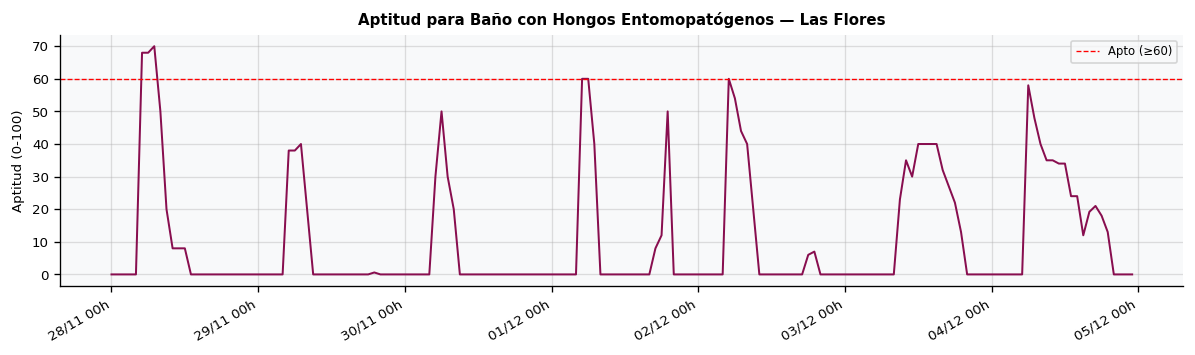 Aptitud para Baño con Hongos Entomopatógenos — Las Flores
Aptitud (0-100)
70
60
50
40
30
20
10
0
Apto (≥60)
28/11 00h
29/11 00h
30/11 00h
01/12 00h
02/12 00h
03/12 00h
04/12 00h
05/12 00h